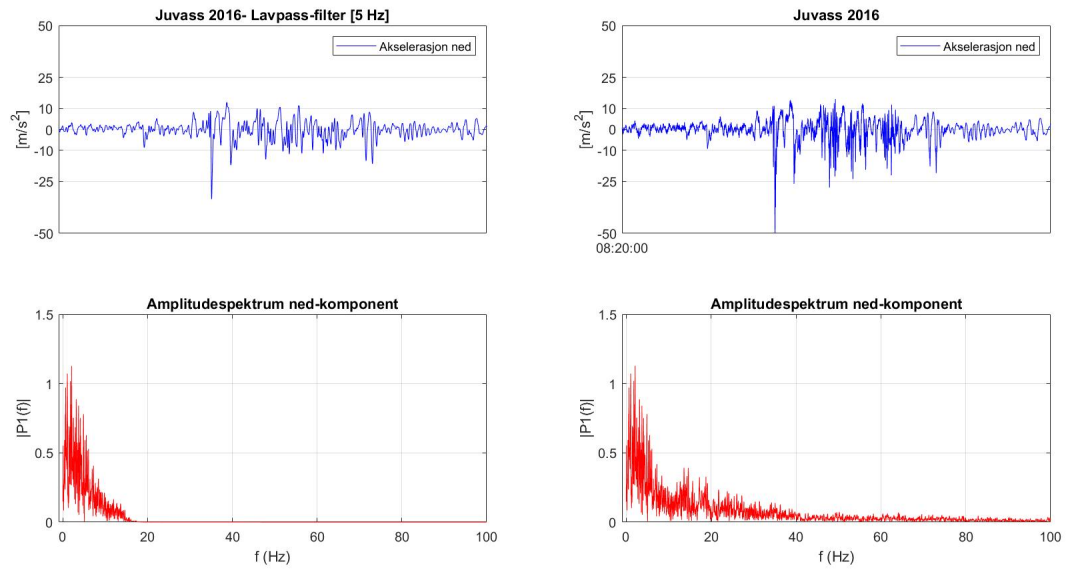 Juvass 2016- Lavpass-filter [5 Hz]
50
25
10
0
-10
-25
-50
[m/s²]
Akselerasjon ned
Juvass 2016
50
25
10
0
-10
-25
-50
[m/s²]
Akselerasjon ned
08:20:00
Amplitudespektrum ned-komponent
1.5
1
0.5
0
|P1(f)|
0 20 40 60 80 100
f (Hz)
Amplitudespektrum ned-komponent
1.5
1
0.5
0
|P1(f)|
0 20 40 60 80 100
f (Hz)